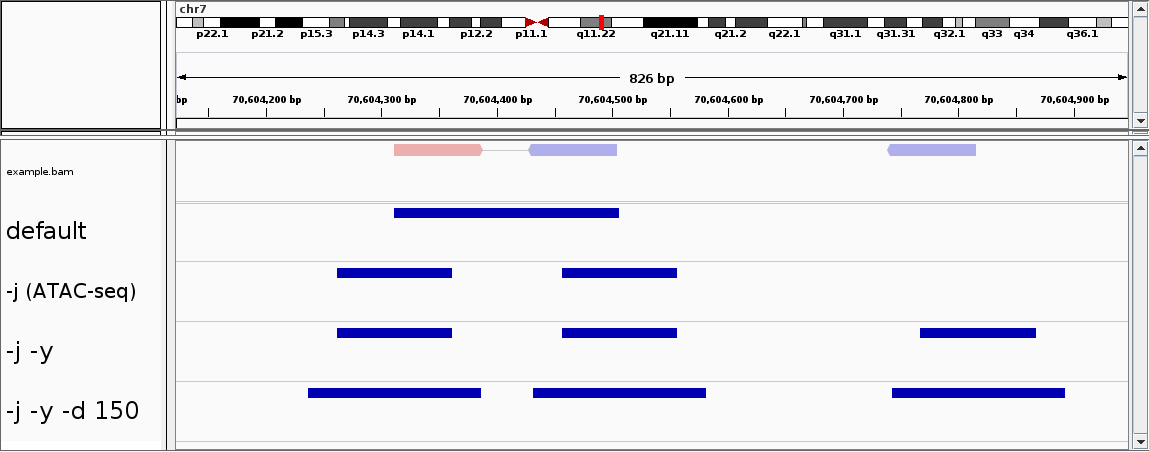 chr7
p22.1 p21.2 p15.3 p14.3 p14.1 p12.2 p11.1 q11.22 q21.11 q21.2 q22.1 q31.1 q31.31 q32.1 q33 q34 q36.1
826 bp
bp 70,604,200 bp 70,604,300 bp 70,604,400 bp 70,604,500 bp 70,604,600 bp 70,604,700 bp 70,604,800 bp 70,604,900 bp
example.bam
default
-j (ATAC-seq)
-j -y
-j -y -d 150